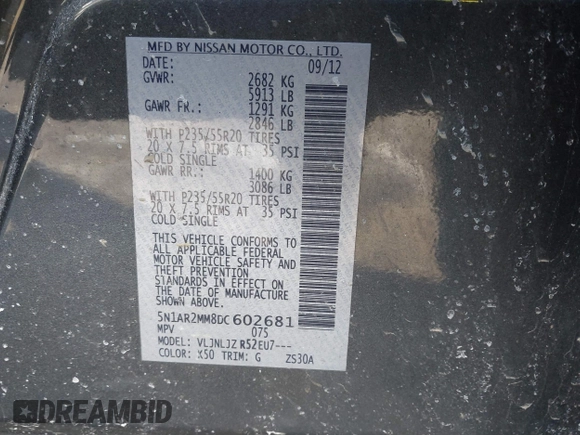 MFD BY NISSAN MOTOR CO., LTD.
DATE: 09/12
GVWR: 2682 KG
5913 LB
GAWR FR.: 1291 KG
2846 LB
WITH P235/55R20 TIRES
20 X 7.5 RIMS AT 35 PSI
COLD SINGLE
GAWR RR.: 1400 KG
3086 LB
WITH P235/55R20 TIRES
20 X 7.5 RIMS AT 35 PSI
COLD SINGLE
THIS VEHICLE CONFORMS TO
ALL APPLICABLE FEDERAL
MOTOR VEHICLE SAFETY AND
THEFT PREVENTION
STANDARDS IN EFFECT ON
THE DATE OF MANUFACTURE
SHOWN ABOVE.
5N1AR2MM8DC602681
MPV 075
MODEL: VLJNLJZ R52EU7---
COLOR: K50 TRIM: G ZS30A
DREAMBID